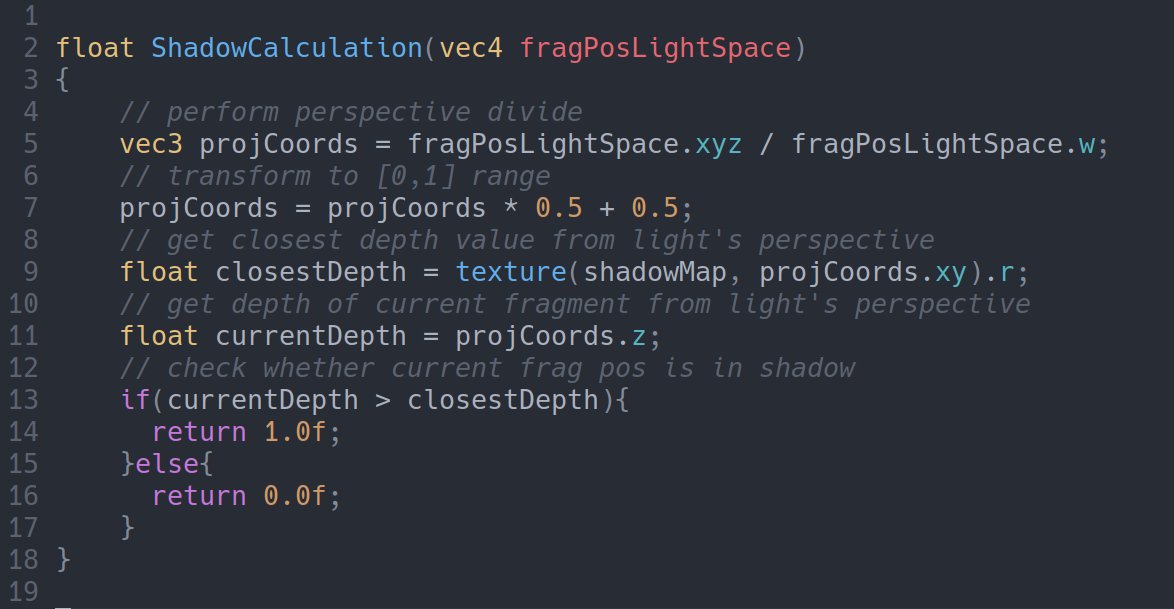 1
2 float ShadowCalculation(vec4 fragPosLightSpace)
3 {
4     // perform perspective divide
5     vec3 projCoords = fragPosLightSpace.xyz / fragPosLightSpace.w;
6     // transform to [0,1] range
7     projCoords = projCoords * 0.5 + 0.5;
8     // get closest depth value from light's perspective
9     float closestDepth = texture(shadowMap, projCoords.xy).r;
10     // get depth of current fragment from light's perspective
11     float currentDepth = projCoords.z;
12     // check whether current frag pos is in shadow
13     if(currentDepth > closestDepth){
14       return 1.0f;
15     }else{
16       return 0.0f;
17     }
18 }
19